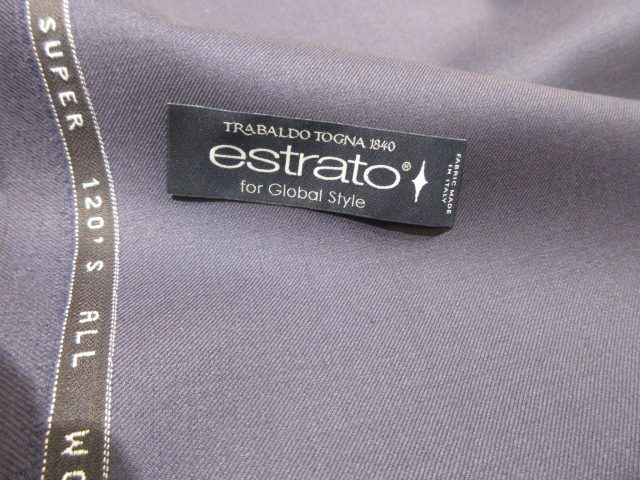 SUPER 120'S ALL WO
TRABALDO TOGNA 1840
estrato®
for Global Style
FABRIC MADE
IN ITALY